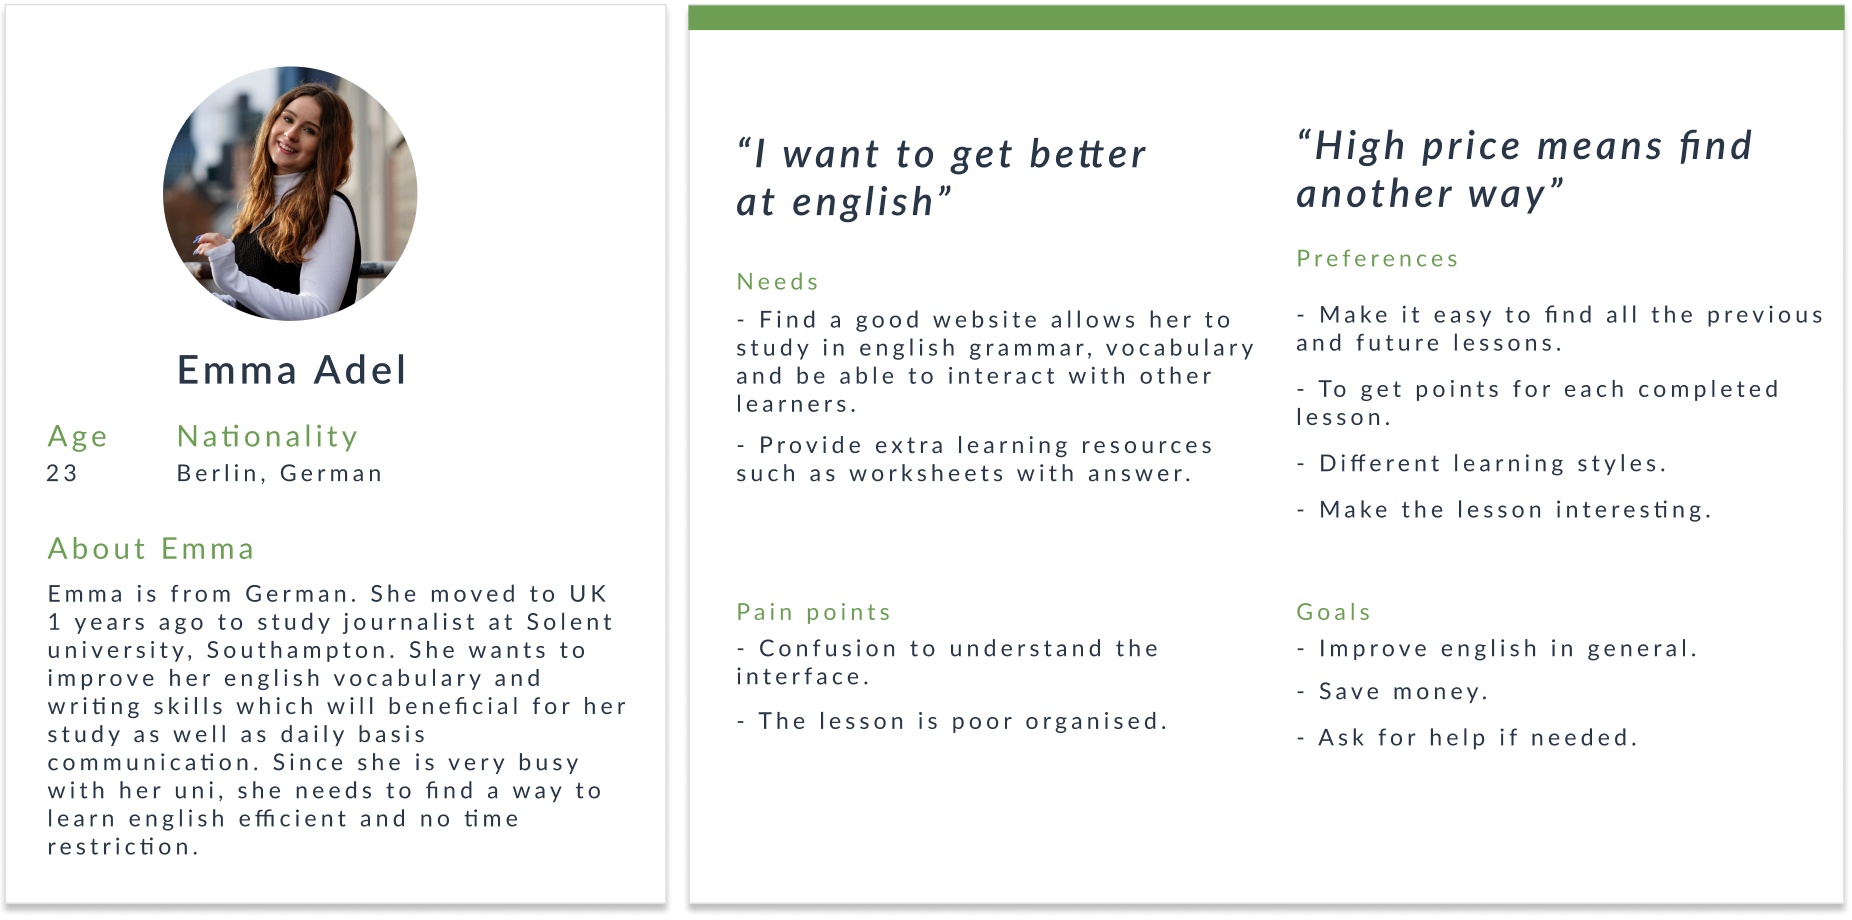 Emma Adel
Age
23
Nationality
Berlin, German
About Emma
Emma is from German. She moved to UK
1 years ago to study journalist at Solent
university, Southampton. She wants to
improve her english vocabulary and
writing skills which will beneficial for her
study as well as daily basis
communication. Since she is very busy
with her uni, she needs to find a way to
learn english efficient and no time
restriction.
“I want to get better
at english”
Needs
- Find a good website allows her to
study in english grammar, vocabulary
and be able to interact with other
learners.
- Provide extra learning resources
such as worksheets with answer.
Pain points
- Confusion to understand the
interface.
- The lesson is poor organised.
“High price means find
another way”
Preferences
- Make it easy to find all the previous
and future lessons.
- To get points for each completed
lesson.
- Different learning styles.
- Make the lesson interesting.
Goals
- Improve english in general.
- Save money.
- Ask for help if needed.